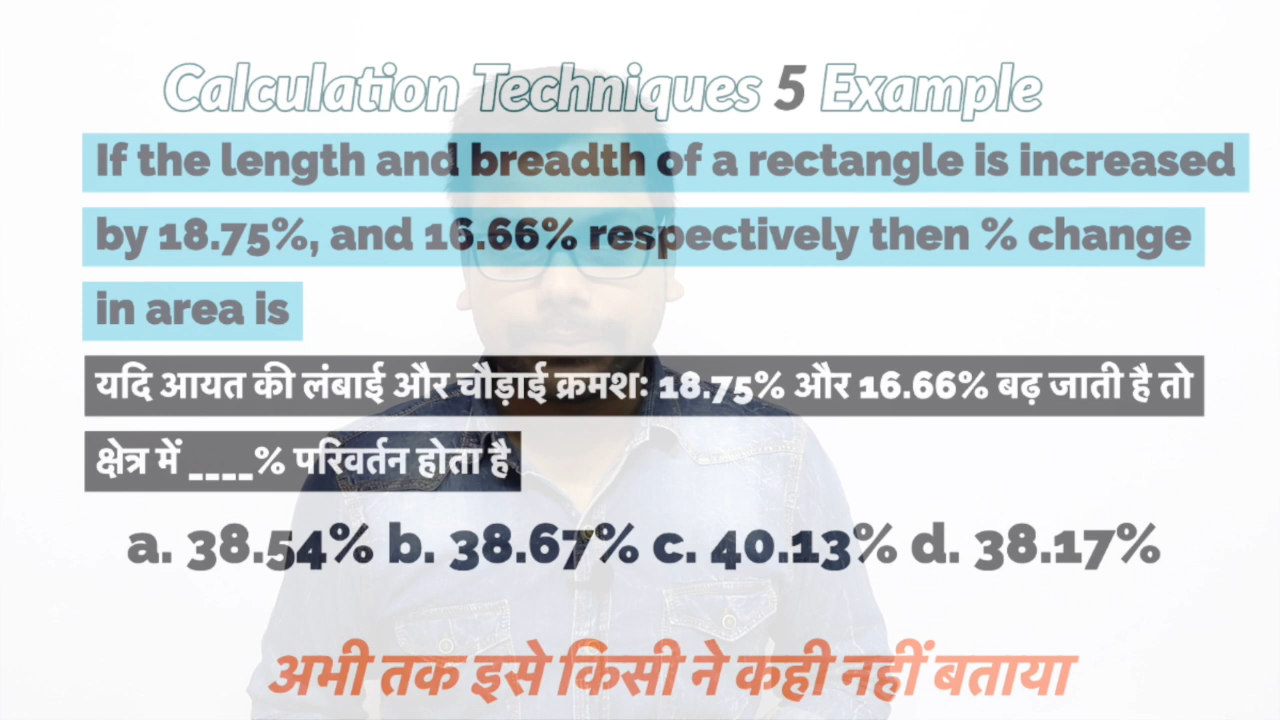 Calculation Techniques 5 Example
If the length and breadth of a rectangle is increased
by 18.75%, and 16.66% respectively then % change
in area is
यदि आयत की लंबाई और चौड़ाई क्रमश: 18.75% और 16.66% बढ़ जाती है तो
क्षेत्र में ____% परिवर्तन होता है
a. 38.54% b. 38.67% c. 40.13% d. 38.17%
अभी तक इसे किसी ने कही नहीं बताया